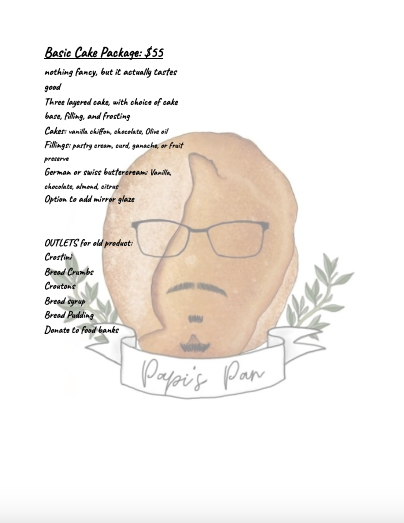 Basic Cake Package: $55
nothing fancy, but it actually tastes
good
Three layered cake, with choice of cake
base, filling, and frosting
Cakes: vanilla chiffon, chocolate, Olive oil
Fillings: pastry cream, curd, ganache, or fruit
preserve
German or swiss buttercream: Vanilla,
chocolate, almond, citrus
Option to add mirror glaze
OUTLETS for old product:
Crostini
Bread Crumbs
Croutons
Bread syrup
Bread Pudding
Donate to food banks
Papi's Pan